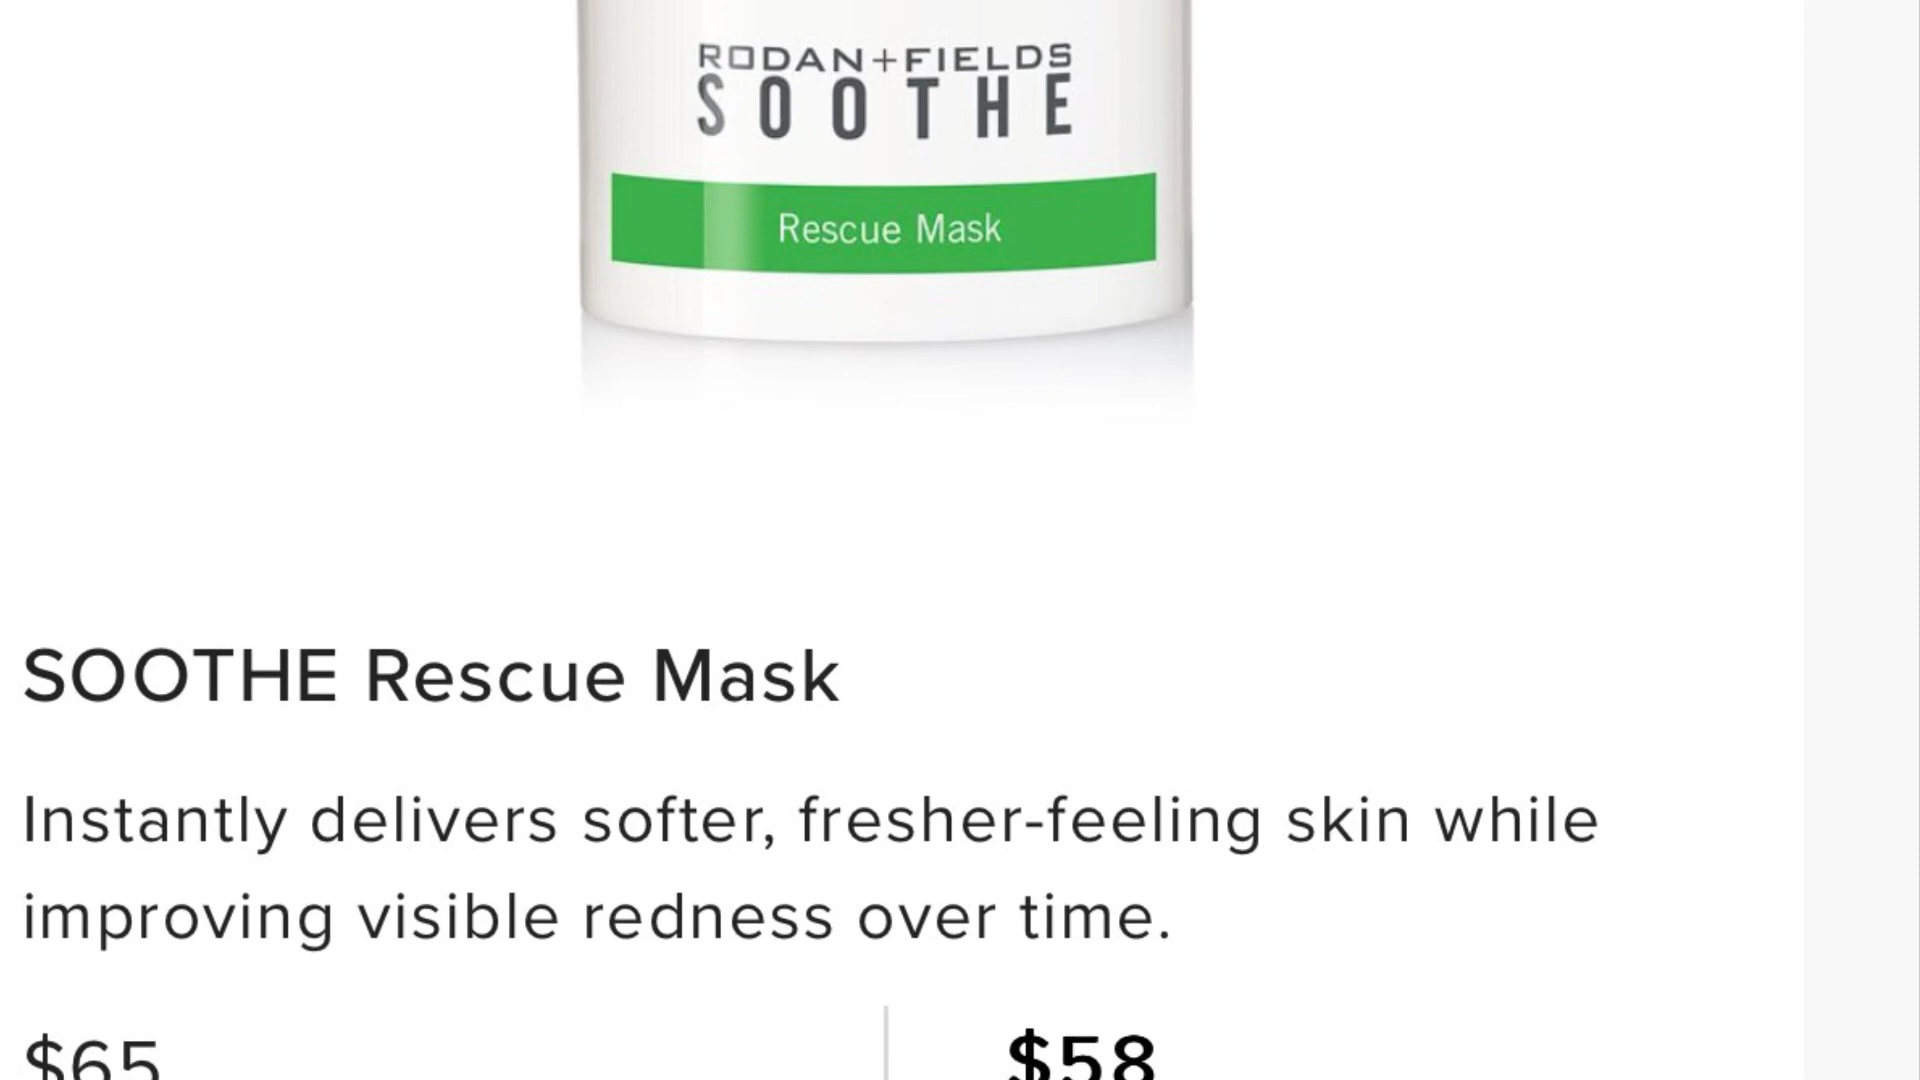 RODAN+FIELDS
SOOTHE
Rescue Mask
SOOTHE Rescue Mask
Instantly delivers softer, fresher-feeling skin while
improving visible redness over time.
$65 $58